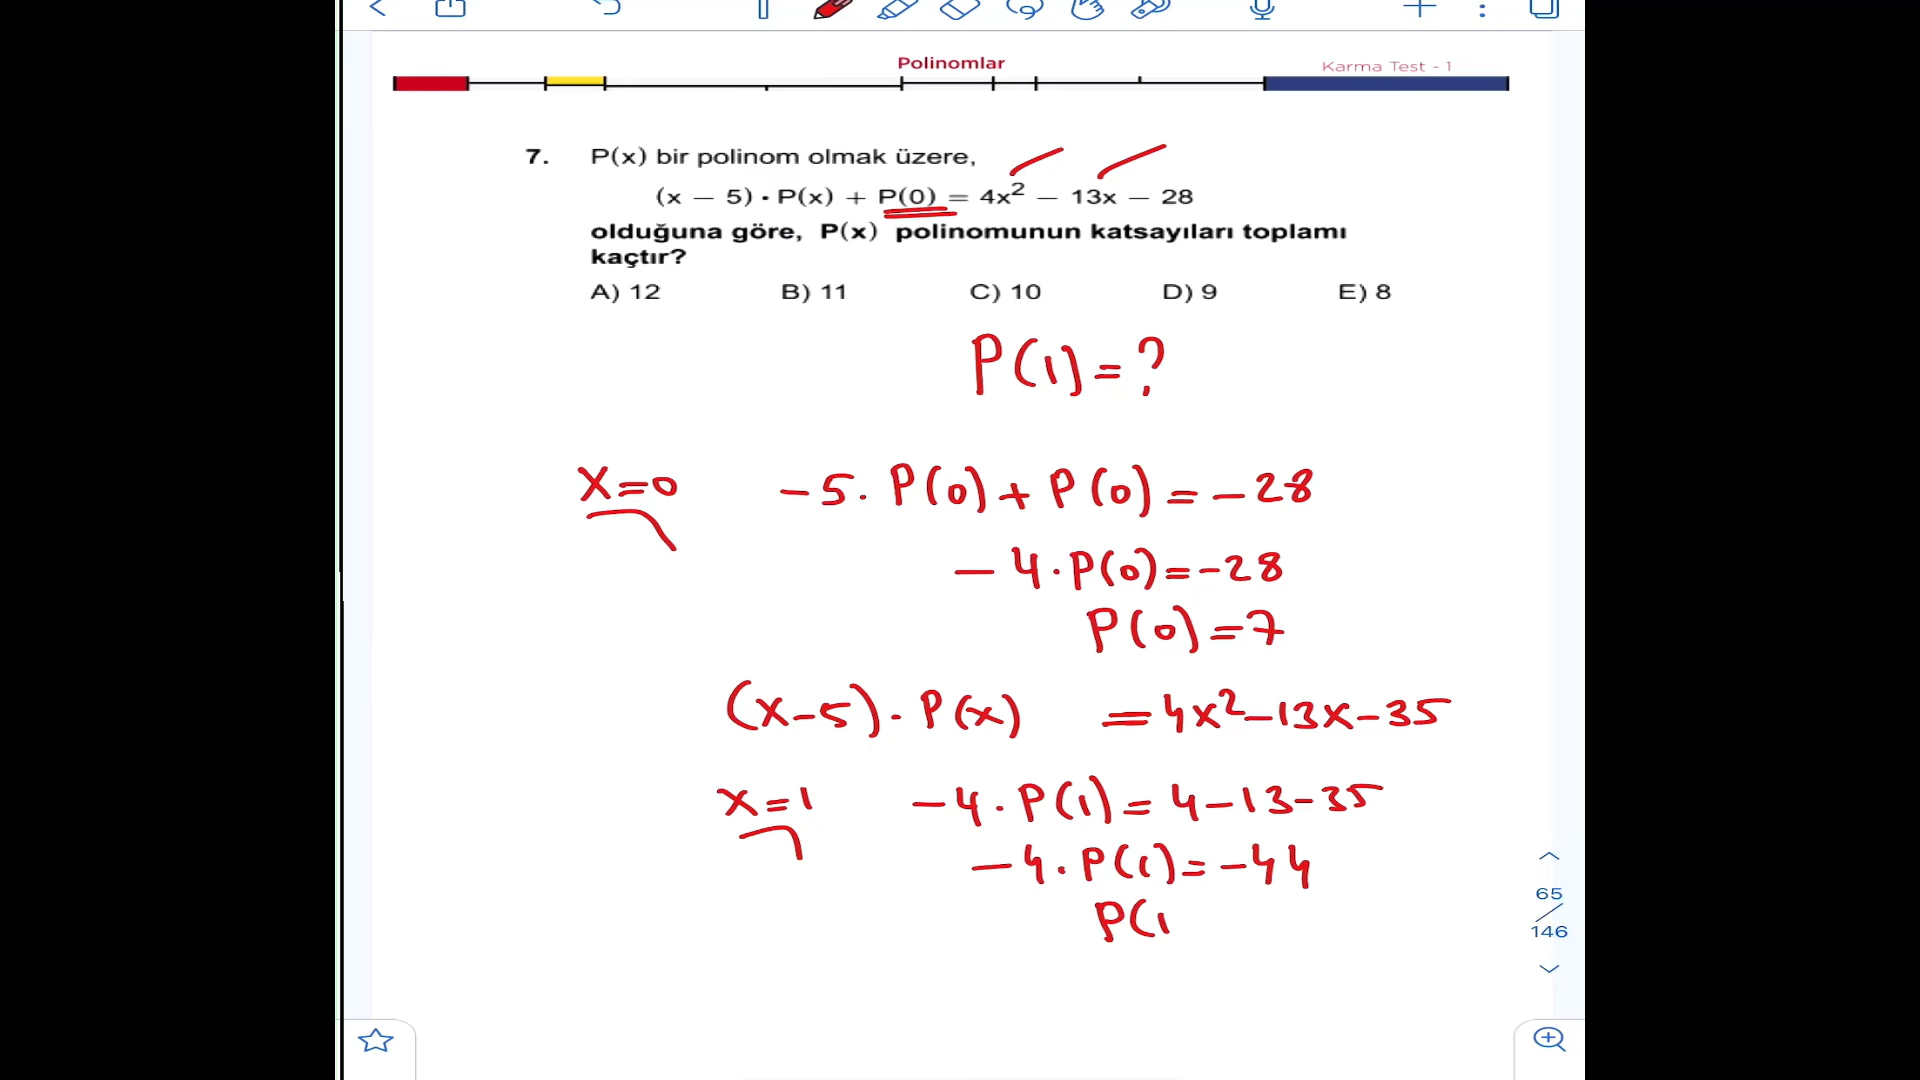 Polinomlar
Karma Test - 1
7. P(x) bir polinom olmak üzere,
(x – 5) · P(x) + P(0) = 4x² – 13x – 28
olduğuna göre, P(x) polinomunun katsayıları toplamı
kaçtır?
A) 12 B) 11 C) 10 D) 9 E) 8
P(1) = ?
x=0 -5. P(0) + P(0) = -28
-4.P(0)=-28
P(0)=7
(x-5). P(x) = 4x²-13x-35
x=1 -4. P(1) = 4-13-35
-4. P(1) = -44
P(1
65
146